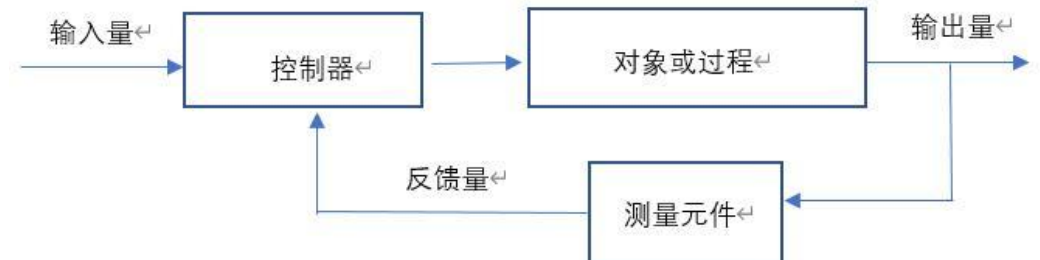 输入量
控制器
对象或过程
输出量
反馈量
测量元件